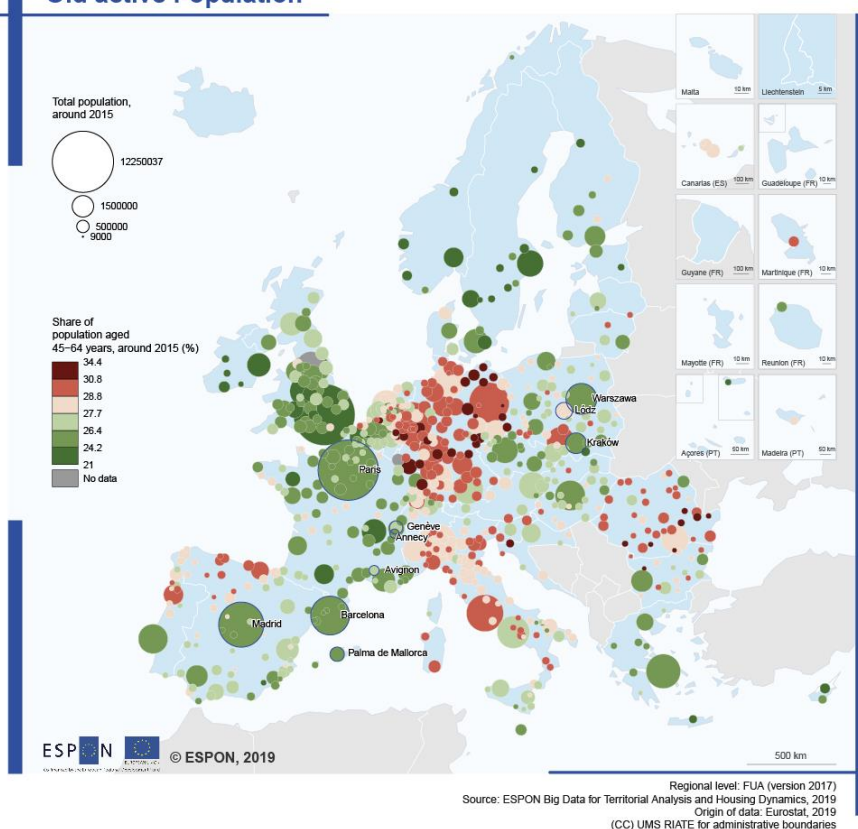 Old active Population
Total population,
around 2015
12250037
1500000
500000
9000
Share of
population aged
45–64 years, around 2015 (%)
34.4
30.8
28.8
27.7
26.4
24.2
21
No data
Warszawa
Łódz
Kraków
Paris
Genève
Annecy
Avignon
Barcelona
Madrid
Palma de Mallorca
Malta
10 km
Liechtenstein
5 km
Canarias (ES)
100 km
Guadeloupe (FR)
10 km
Guyane (FR)
100 km
Martinique (FR)
10 km
Mayotte (FR)
10 km
Reunion (FR)
10 km
Açores (PT)
50 km
Madeira (PT)
50 km
ESPON
© ESPON, 2019
500 km
Regional level: FUA (version 2017)
Source: ESPON Big Data for Territorial Analysis and Housing Dynamics, 2019
Origin of data: Eurostat, 2019
(CC) UMS RIATE for administrative boundaries